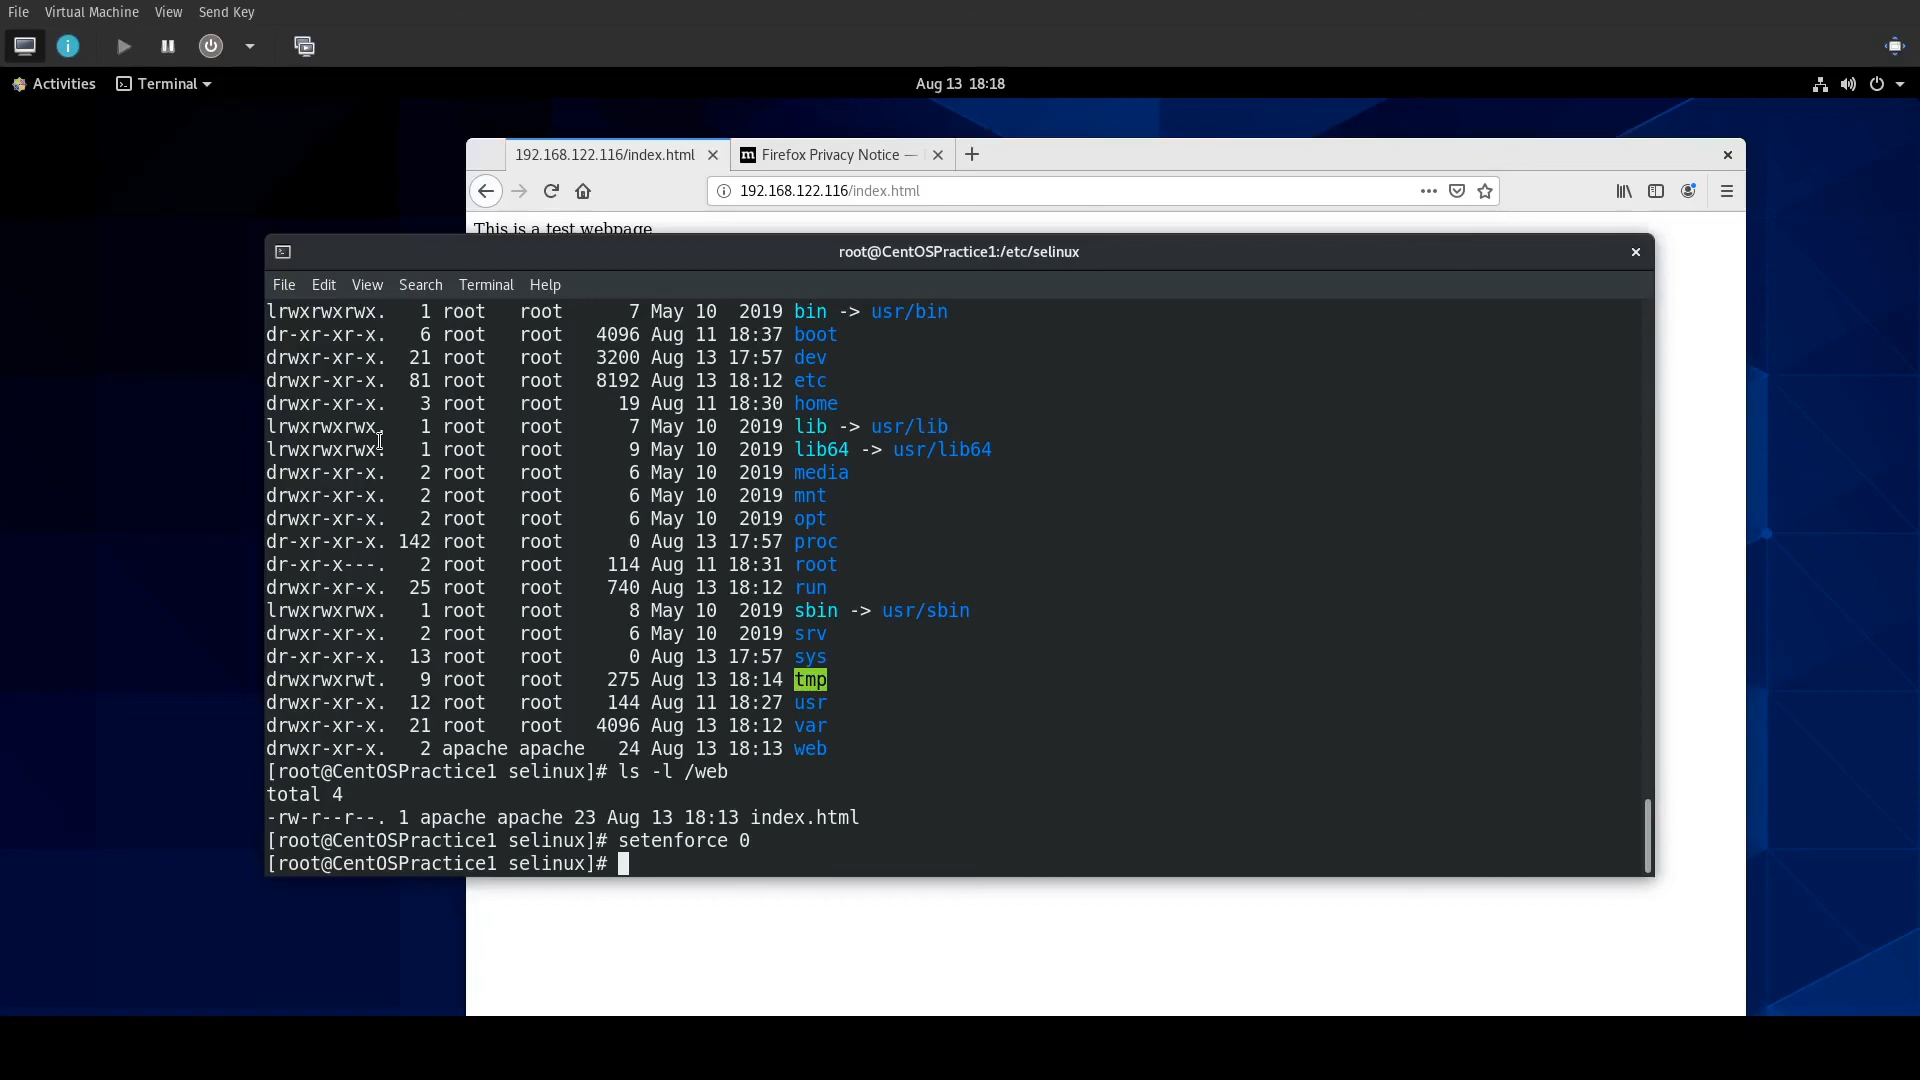 File Virtual Machine View Send Key
Activities Terminal Aug 13 18:18
192.168.122.116/index.html Firefox Privacy Notice —
192.168.122.116/index.html
This is a test webpage
root@CentOSPractice1:/etc/selinux
File Edit View Search Terminal Help
lrwxrwxrwx.   1 root   root      7 May 10  2019 bin -> usr/bin
dr-xr-xr-x.   6 root   root   4096 Aug 11 18:37 boot
drwxr-xr-x.  21 root   root   3200 Aug 13 17:57 dev
drwxr-xr-x.  81 root   root   8192 Aug 13 18:12 etc
drwxr-xr-x.   3 root   root     19 Aug 11 18:30 home
lrwxrwxrwx.   1 root   root      7 May 10  2019 lib -> usr/lib
lrwxrwxrwx.   1 root   root      9 May 10  2019 lib64 -> usr/lib64
drwxr-xr-x.   2 root   root      6 May 10  2019 media
drwxr-xr-x.   2 root   root      6 May 10  2019 mnt
drwxr-xr-x.   2 root   root      6 May 10  2019 opt
dr-xr-xr-x. 142 root   root      0 Aug 13 17:57 proc
dr-xr-x---.   2 root   root    114 Aug 11 18:31 root
drwxr-xr-x.  25 root   root    740 Aug 13 18:12 run
lrwxrwxrwx.   1 root   root      8 May 10  2019 sbin -> usr/sbin
drwxr-xr-x.   2 root   root      6 May 10  2019 srv
dr-xr-xr-x.  13 root   root      0 Aug 13 17:57 sys
drwxrwxrwt.   9 root   root    275 Aug 13 18:14 tmp
drwxr-xr-x.  12 root   root    144 Aug 11 18:27 usr
drwxr-xr-x.  21 root   root   4096 Aug 13 18:12 var
drwxr-xr-x.   2 apache apache   24 Aug 13 18:13 web
[root@CentOSPractice1 selinux]# ls -l /web
total 4
-rw-r--r--. 1 apache apache 23 Aug 13 18:13 index.html
[root@CentOSPractice1 selinux]# setenforce 0
[root@CentOSPractice1 selinux]#